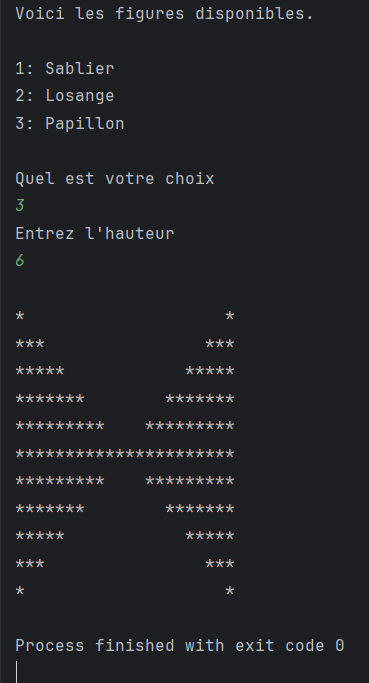 Voici les figures disponibles.

1: Sablier
2: Losange
3: Papillon

Quel est votre choix
3
Entrez l'hauteur
6

*                    *
***                ***
*****            *****
*******        *******
*********    *********
**********************
*********    *********
*******        *******
*****            *****
***                ***
*                    *

Process finished with exit code 0